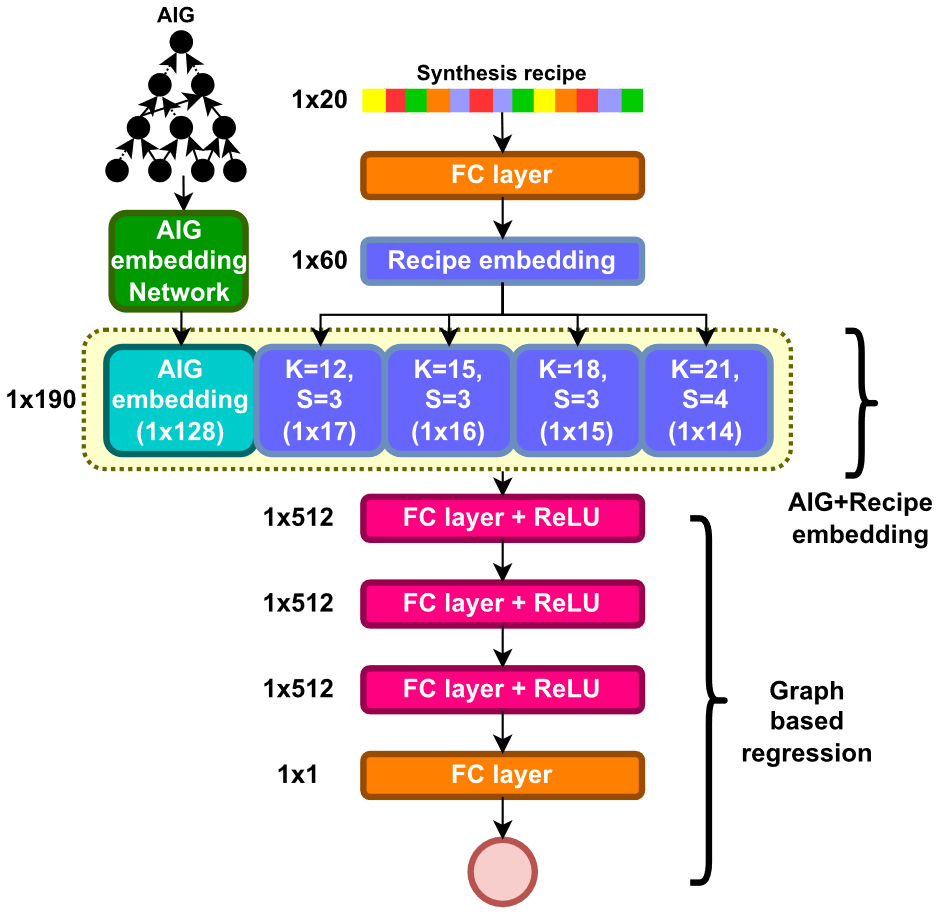 AIG
Synthesis recipe
1x20
FC layer
AIG
embedding
Network
1x60
Recipe embedding
1x190
AIG
embedding
(1x128)
K=12,
S=3
(1x17)
K=15,
S=3
(1x16)
K=18,
S=3
(1x15)
K=21,
S=4
(1x14)
AIG+Recipe
embedding
1x512
FC layer + ReLU
1x512
FC layer + ReLU
1x512
FC layer + ReLU
Graph
based
regression
1x1
FC layer